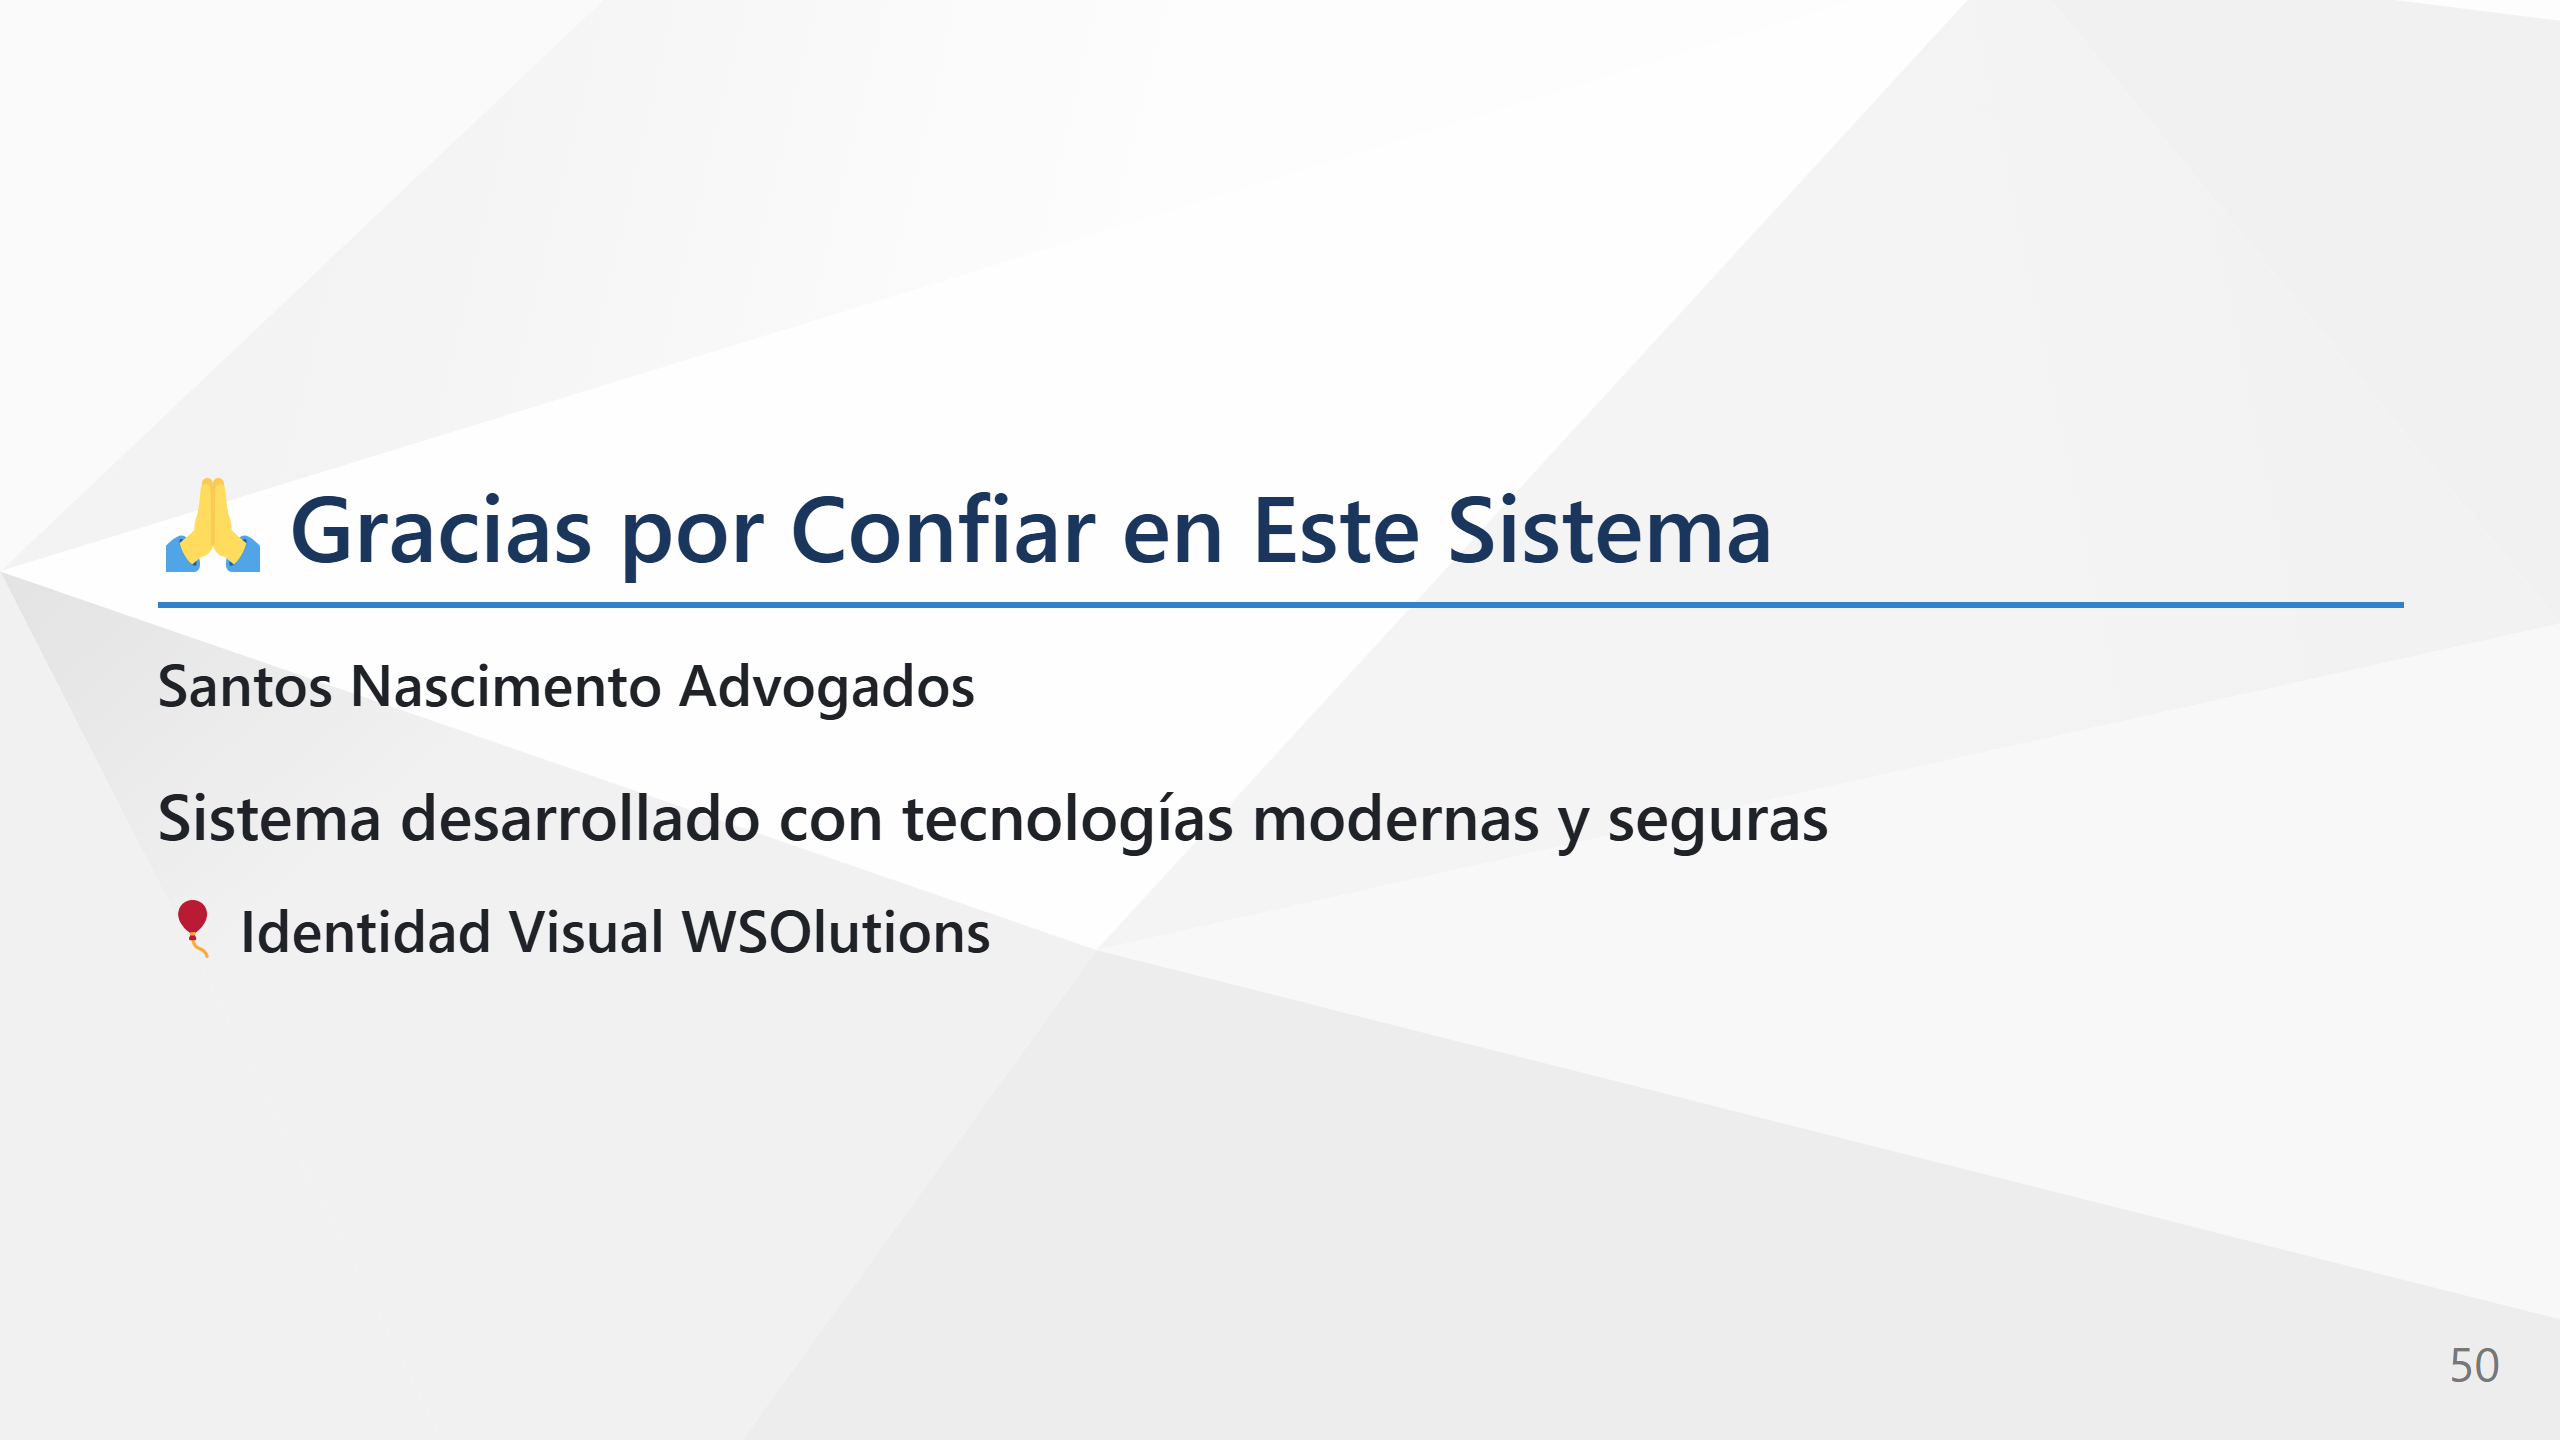 🙏 Gracias por Confiar en Este Sistema
Santos Nascimento Advogados
Sistema desarrollado con tecnologías modernas y seguras
🎈 Identidad Visual WSOlutions
50